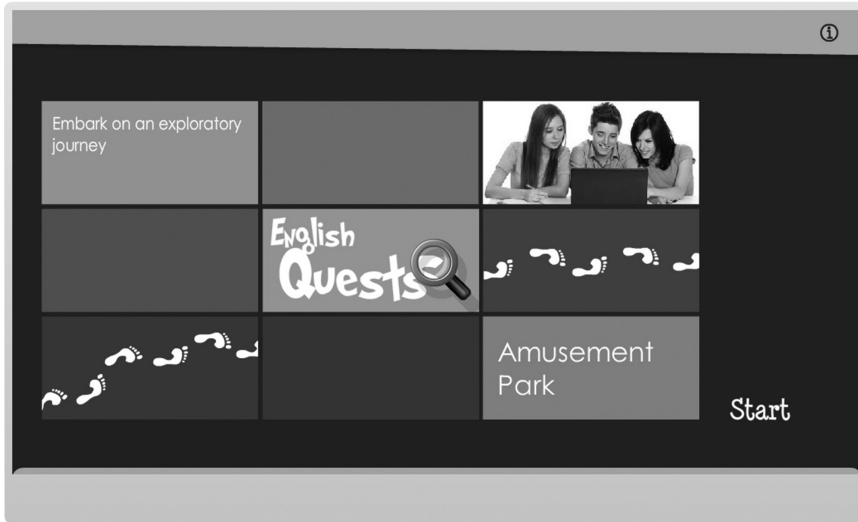 Embark on an exploratory
journey
English
Quests
Amusement
Park
Start